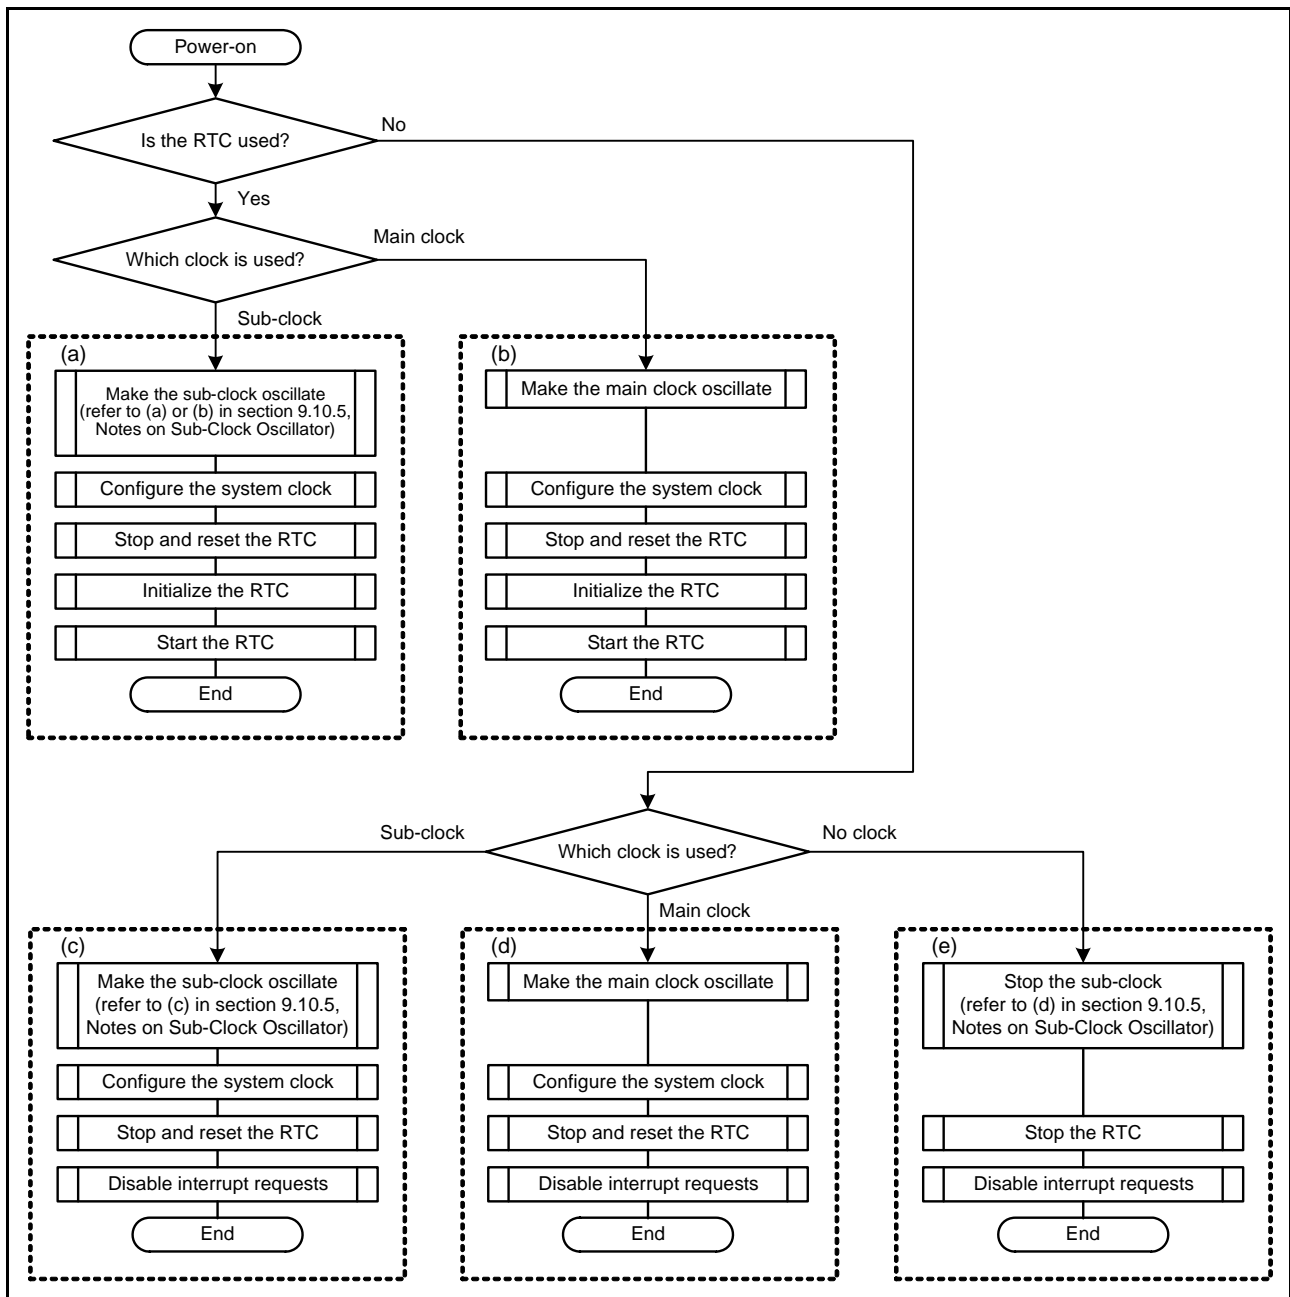 Power-on
Is the RTC used?
No
Yes
Which clock is used?
Main clock
Sub-clock
(a)
Make the sub-clock oscillate
(refer to (a) or (b) in section 9.10.5,
Notes on Sub-Clock Oscillator)
Configure the system clock
Stop and reset the RTC
Initialize the RTC
Start the RTC
End
(b)
Make the main clock oscillate
Configure the system clock
Stop and reset the RTC
Initialize the RTC
Start the RTC
End
Which clock is used?
Sub-clock
No clock
Main clock
(c)
Make the sub-clock oscillate
(refer to (c) in section 9.10.5,
Notes on Sub-Clock Oscillator)
Configure the system clock
Stop and reset the RTC
Disable interrupt requests
End
(d)
Make the main clock oscillate
Configure the system clock
Stop and reset the RTC
Disable interrupt requests
End
(e)
Stop the sub-clock
(refer to (d) in section 9.10.5,
Notes on Sub-Clock Oscillator)
Stop the RTC
Disable interrupt requests
End